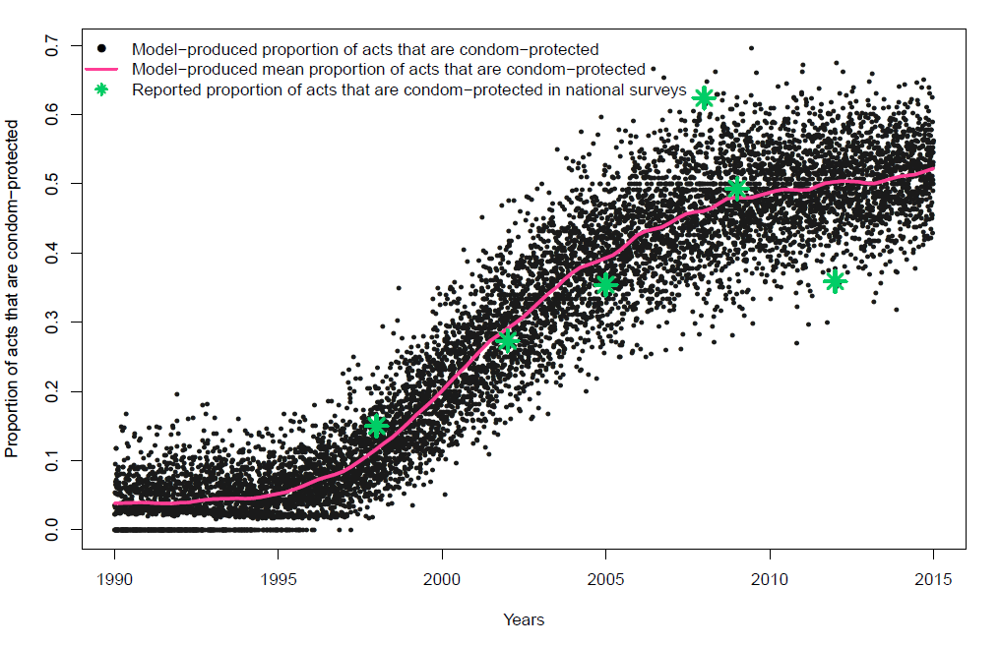 Model−produced proportion of acts that are condom−protected
Model−produced mean proportion of acts that are condom−protected
Reported proportion of acts that are condom−protected in national surveys
Proportion of acts that are condom−protected
0.7
0.6
0.5
0.4
0.3
0.2
0.1
0.0
1990 1995 2000 2005 2010 2015
Years